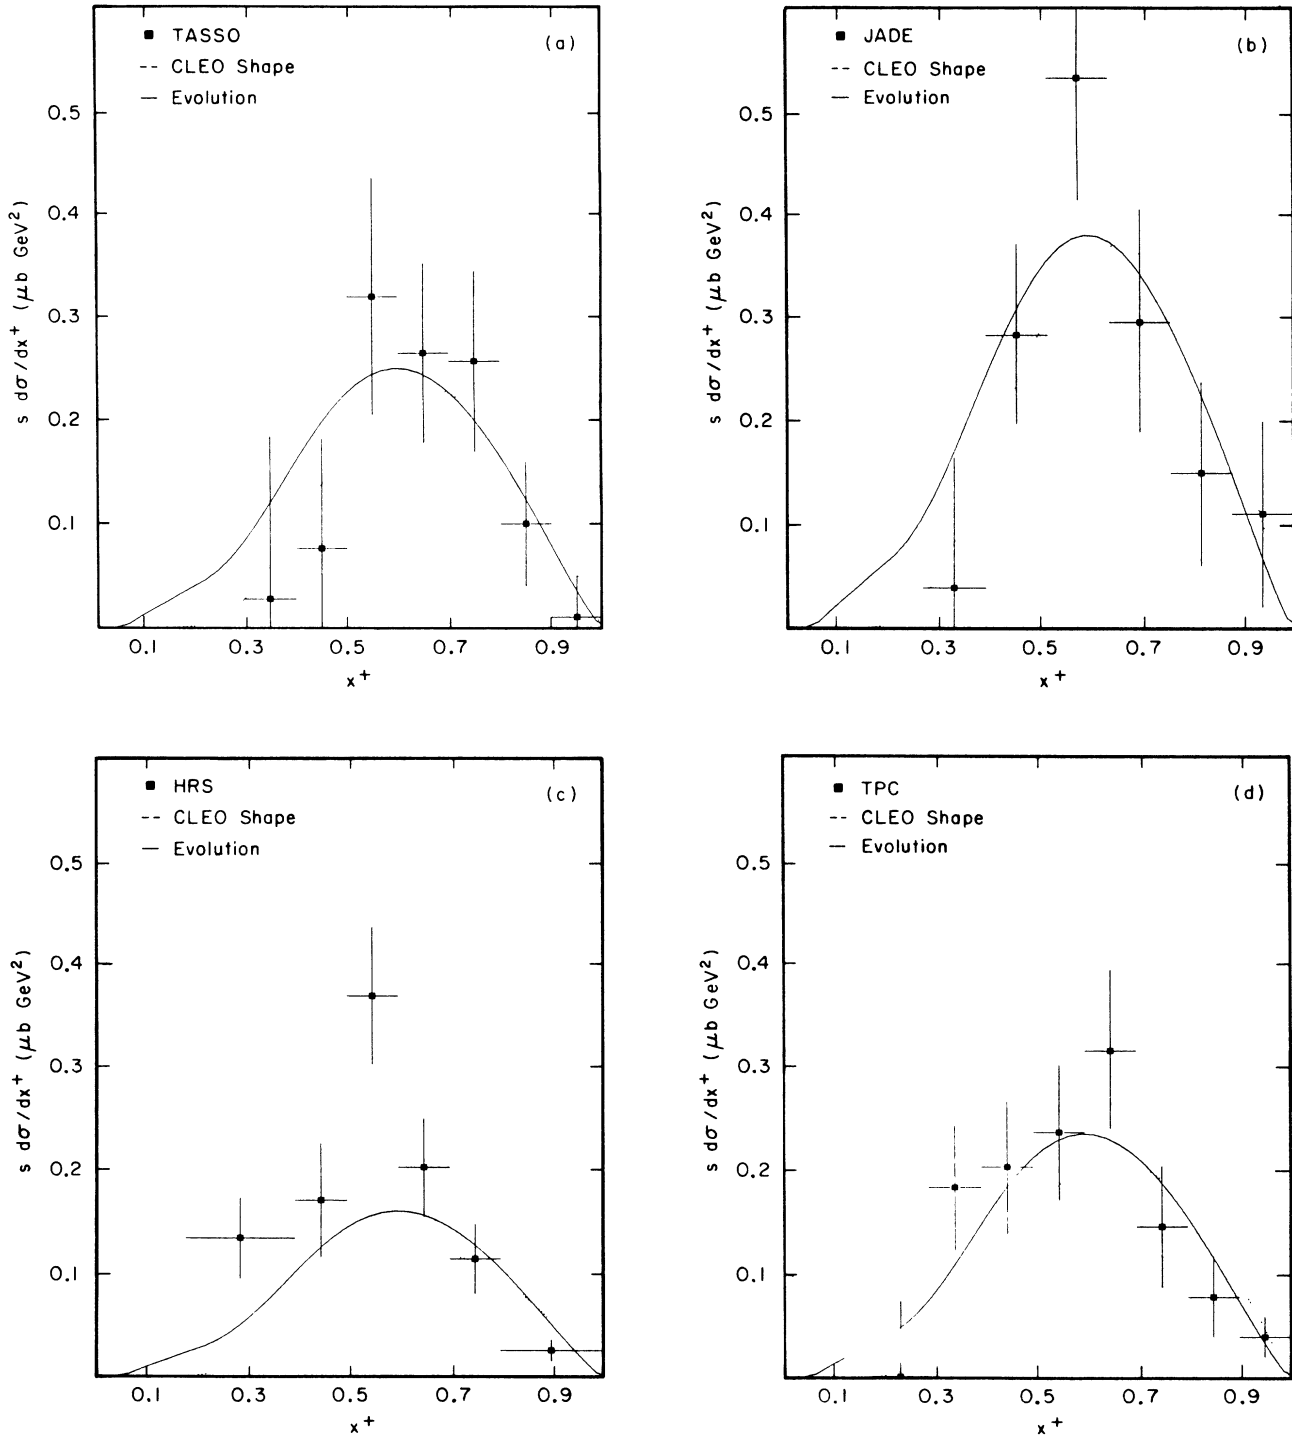 ■ TASSO (a)
-- CLEO Shape
— Evolution
0.5
0.4
0.3
0.2
0.1
s dσ/dx⁺ (μb GeV²)
0.1 0.3 0.5 0.7 0.9
x⁺
■ JADE (b)
-- CLEO Shape
— Evolution
0.5
0.4
0.3
0.2
0.1
s dσ/dx⁺ (μb GeV²)
0.1 0.3 0.5 0.7 0.9
x⁺
■ HRS (c)
-- CLEO Shape
— Evolution
0.5
0.4
0.3
0.2
0.1
s dσ/dx⁺ (μb GeV²)
0.1 0.3 0.5 0.7 0.9
x⁺
■ TPC (d)
-- CLEO Shape
— Evolution
0.5
0.4
0.3
0.2
0.1
s dσ/dx⁺ (μb GeV²)
0.1 0.3 0.5 0.7 0.9
x⁺